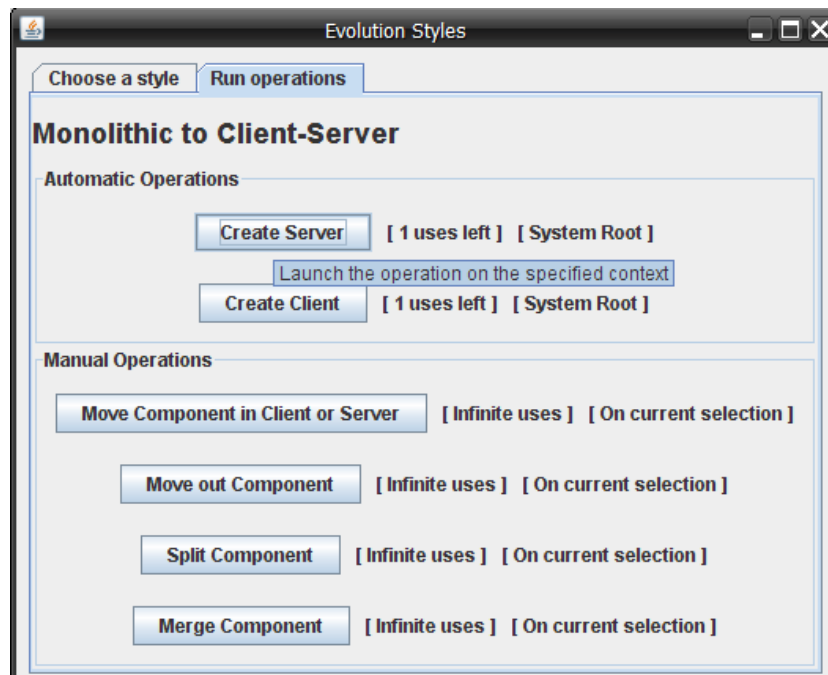 Evolution Styles
Choose a style Run operations
Monolithic to Client-Server
Automatic Operations
Create Server [ 1 uses left ] [ System Root ]
Launch the operation on the specified context
Create Client [ 1 uses left ] [ System Root ]
Manual Operations
Move Component in Client or Server [ Infinite uses ] [ On current selection ]
Move out Component [ Infinite uses ] [ On current selection ]
Split Component [ Infinite uses ] [ On current selection ]
Merge Component [ Infinite uses ] [ On current selection ]